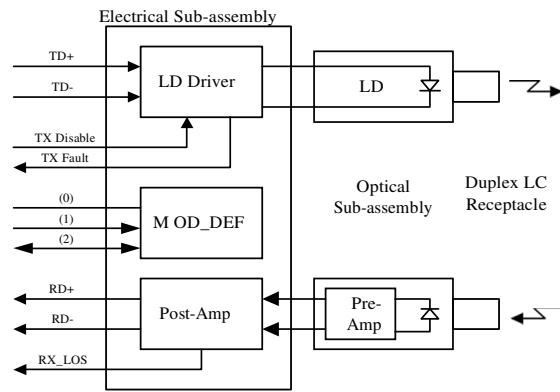 Electrical Sub-assembly
TD+
TD-
LD Driver
LD
TX Disable
TX Fault
(0)
(1)
(2)
M OD_DEF
Optical
Sub-assembly
Duplex LC
Receptacle
RD+
RD-
Post-Amp
Pre-
Amp
RX_LOS